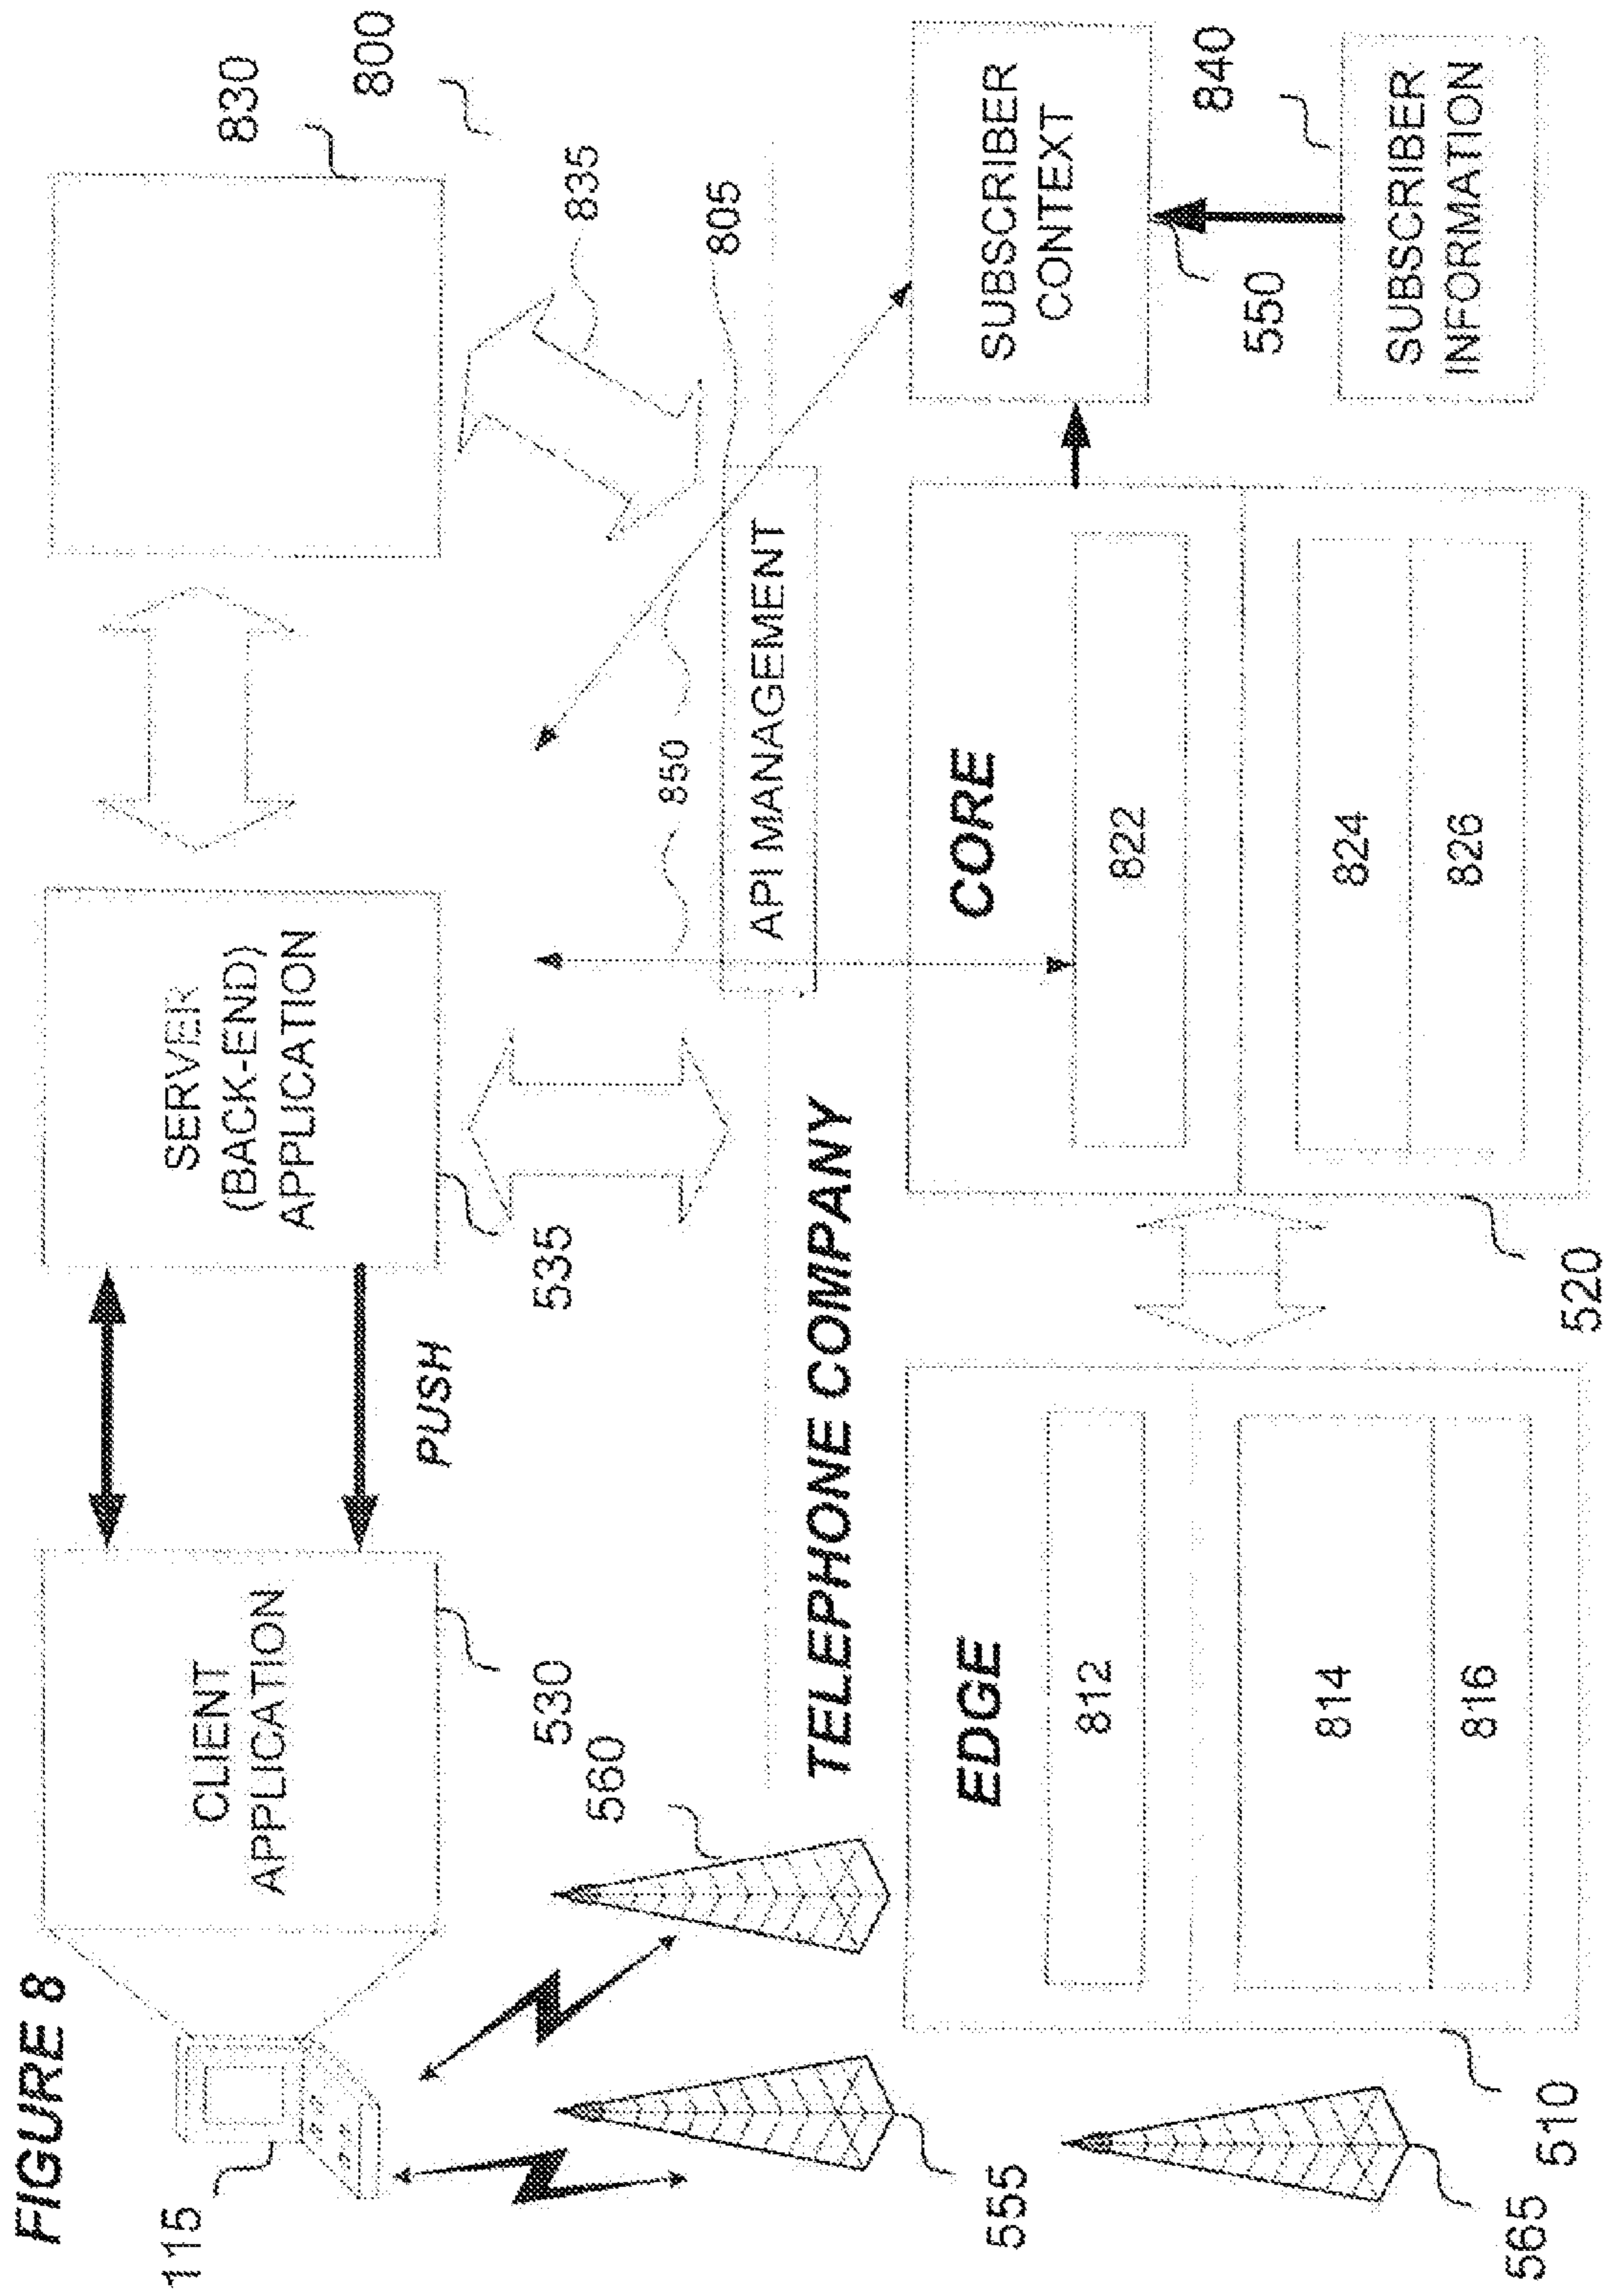 FIGURE 8
800
115
CLIENT
APPLICATION
530
PUSH
SERVER
(BACK-END)
APPLICATION
535
830
835
805
850
API MANAGEMENT
560
555
565
TELEPHONE COMPANY
EDGE
812
814
816
510
CORE
822
824
826
520
SUBSCRIBER
CONTEXT
550
840
SUBSCRIBER
INFORMATION